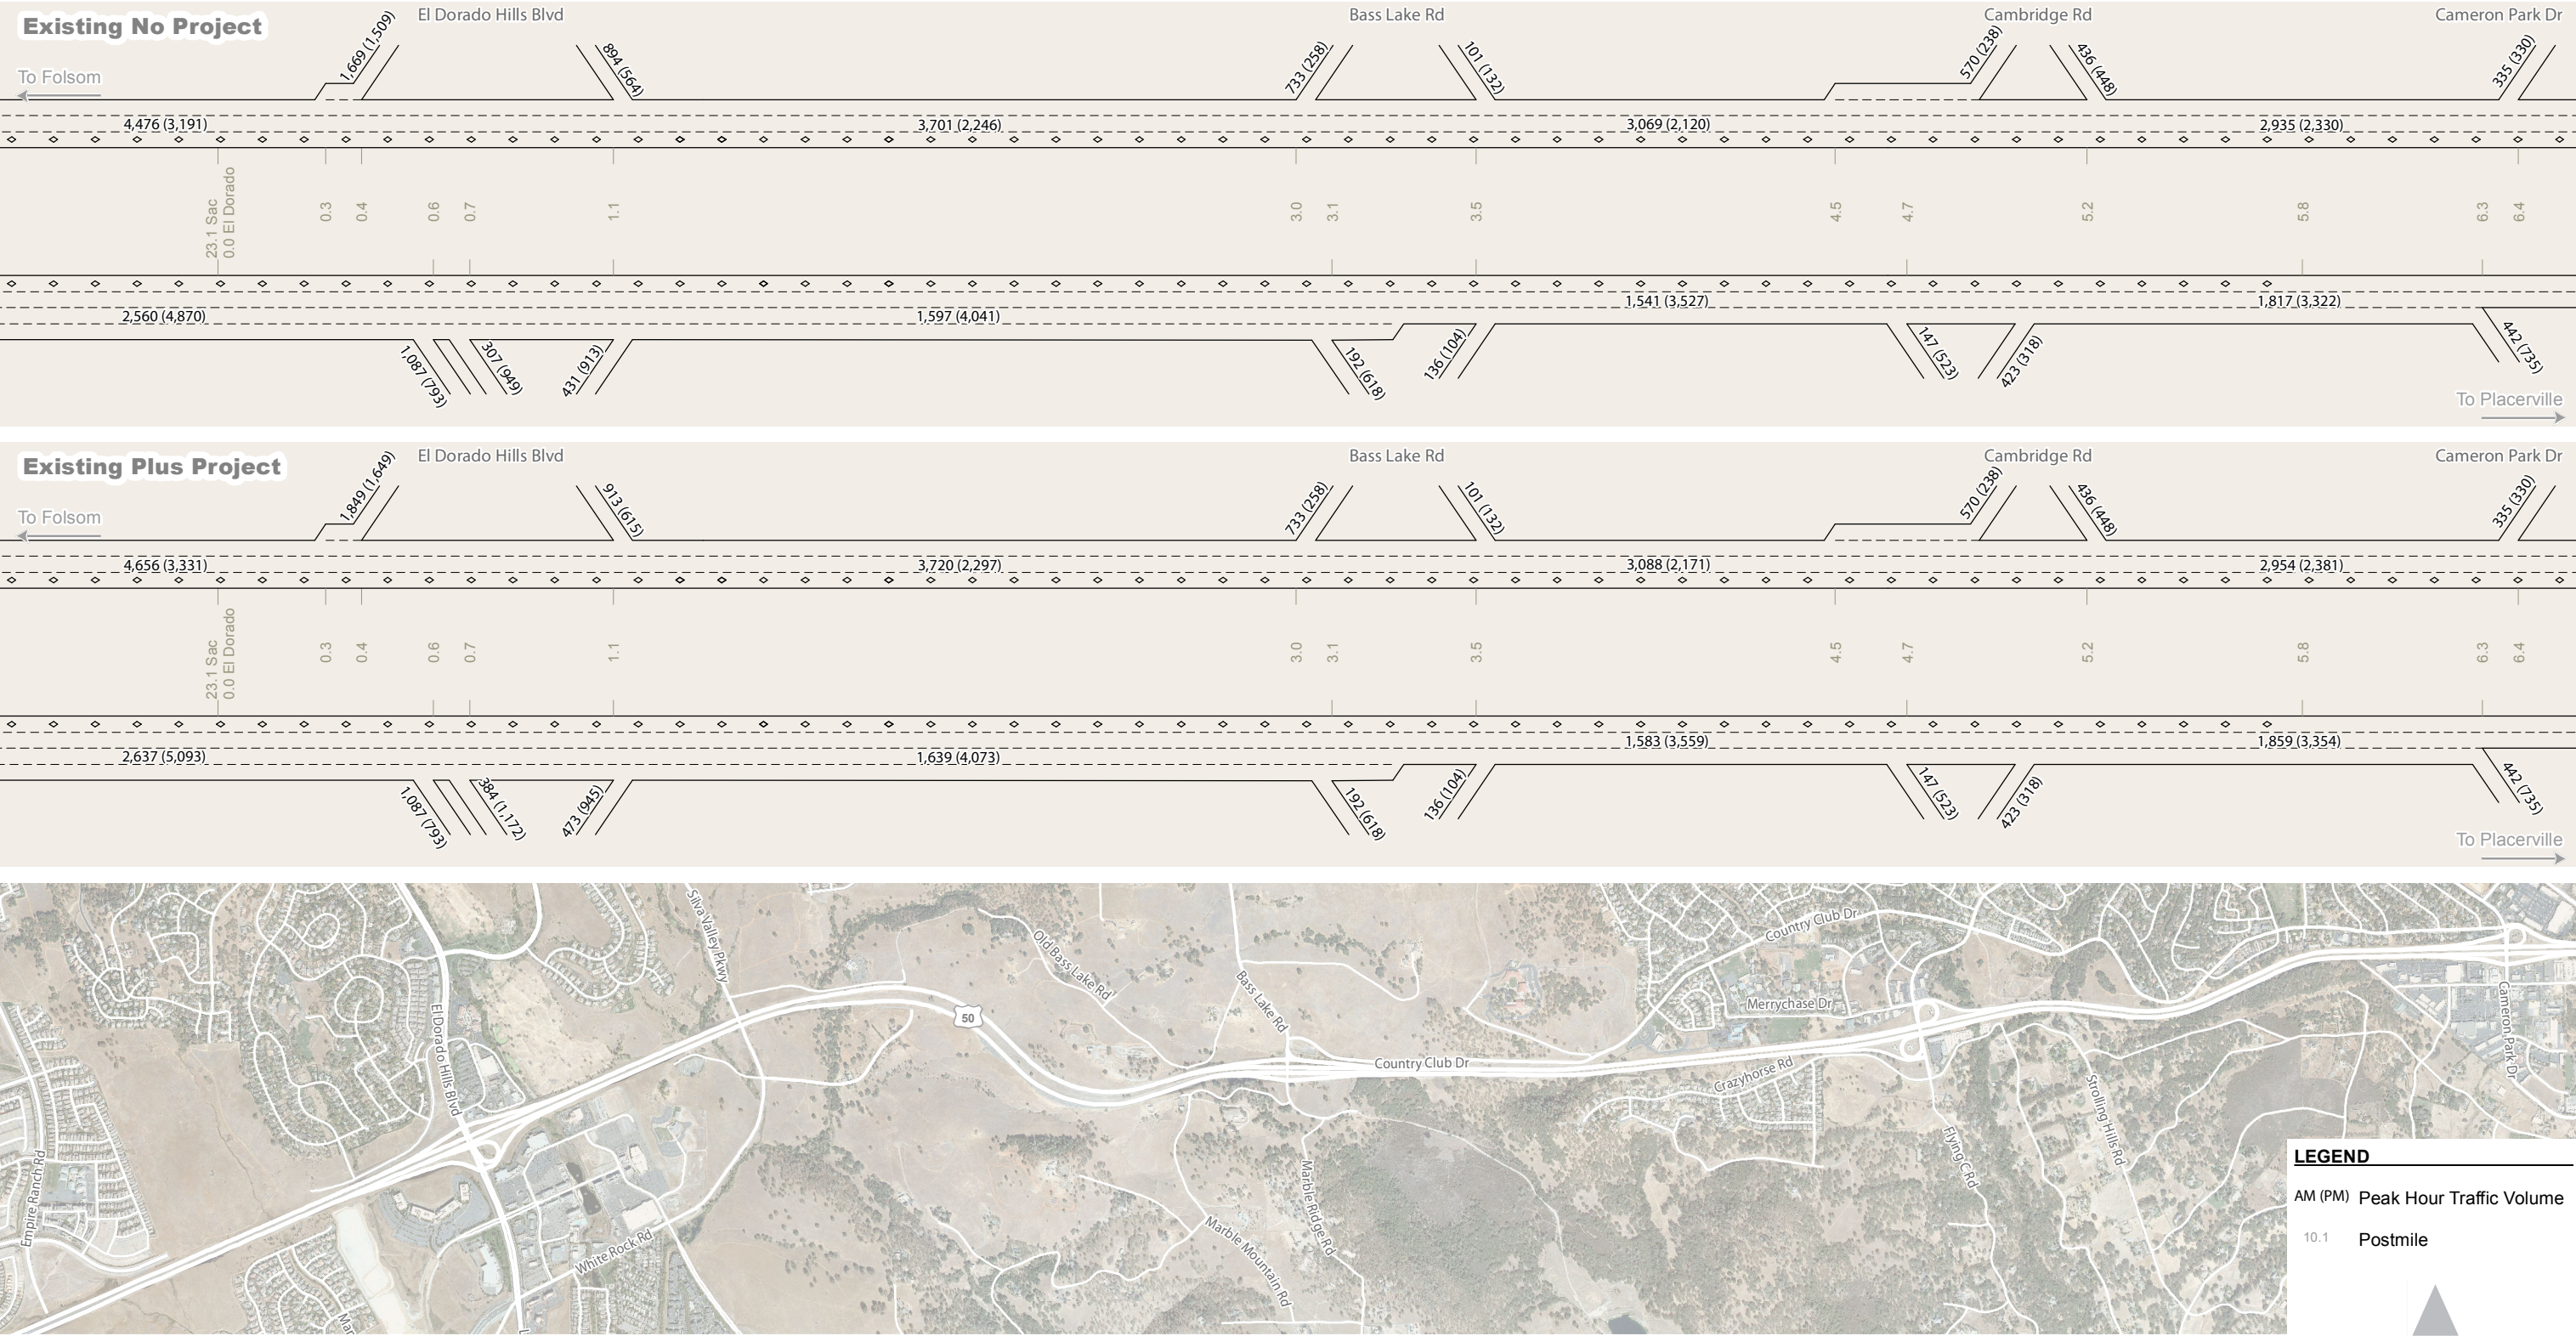 Existing No Project
El Dorado Hills Blvd
Bass Lake Rd
Cambridge Rd
Cameron Park Dr
To Folsom
1,669 (1,509)
894 (564)
733 (258)
101 (132)
570 (238)
436 (448)
335 (330)
4,476 (3,191)
3,701 (2,246)
3,069 (2,120)
2,935 (2,330)
23.1 Sac
0.0 El Dorado
0.3
0.4
0.6
0.7
1.1
3.0
3.1
3.5
4.5
4.7
5.2
5.8
6.3
6.4
2,560 (4,870)
1,597 (4,041)
1,541 (3,527)
1,817 (3,322)
1,087 (793)
307 (949)
431 (913)
192 (618)
136 (104)
147 (523)
423 (318)
442 (735)
To Placerville
Existing Plus Project
El Dorado Hills Blvd
Bass Lake Rd
Cambridge Rd
Cameron Park Dr
To Folsom
1,849 (1,649)
913 (615)
733 (258)
101 (132)
570 (238)
436 (448)
335 (330)
4,656 (3,331)
3,720 (2,297)
3,088 (2,171)
2,954 (2,381)
23.1 Sac
0.0 El Dorado
0.3
0.4
0.6
0.7
1.1
3.0
3.1
3.5
4.5
4.7
5.2
5.8
6.3
6.4
2,637 (5,093)
1,639 (4,073)
1,583 (3,559)
1,859 (3,354)
1,087 (793)
384 (1,172)
473 (945)
192 (618)
136 (104)
147 (523)
423 (318)
442 (735)
To Placerville
Silva Valley Pkwy
Old Bass Lake Rd
Bass Lake Rd
Country Club Dr
Merrychase Dr
El Dorado Hills Blvd
50
Country Club Dr
Crazyhorse Rd
Cameron Park Dr
Empire Ranch Rd
White Rock Rd
Marble Mountain Rd
Marble Ridge Rd
Flying C Rd
Strolling Hills Rd
LEGEND
AM (PM) Peak Hour Traffic Volume
10.1 Postmile